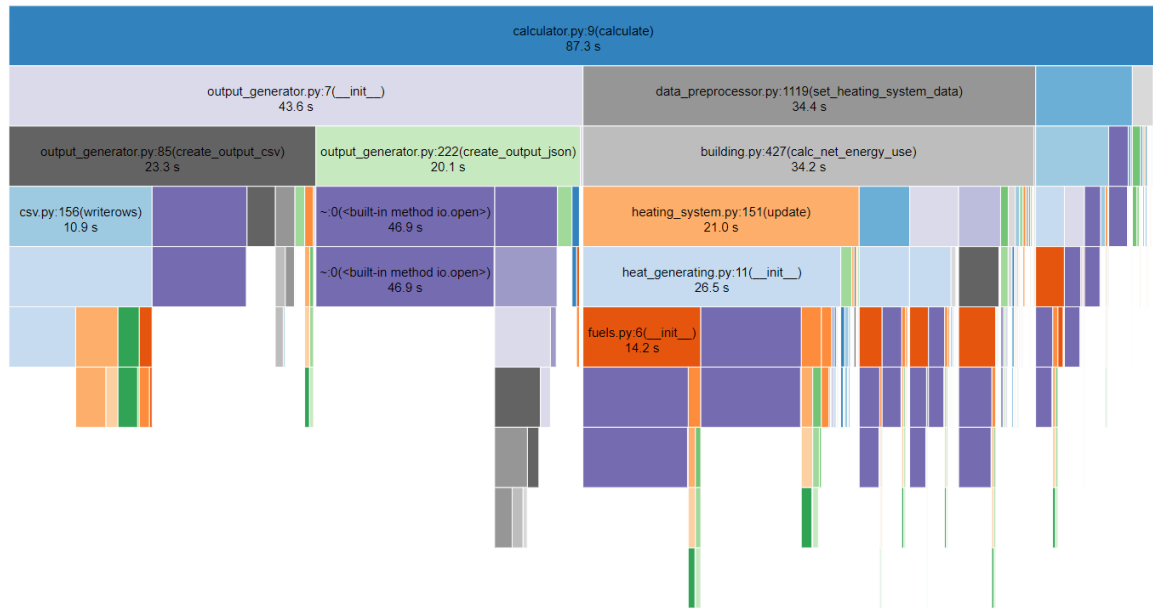 calculator.py:9(calculate)
87.3 s
output_generator.py:7(__init__)
43.6 s
data_preprocessor.py:1119(set_heating_system_data)
34.4 s
output_generator.py:85(create_output_csv)
23.3 s
output_generator.py:222(create_output_json)
20.1 s
building.py:427(calc_net_energy_use)
34.2 s
csv.py:156(writerows)
10.9 s
~:0(<built-in method io.open>)
46.9 s
heating_system.py:151(update)
21.0 s
~:0(<built-in method io.open>)
46.9 s
heat_generating.py:11(__init__)
26.5 s
fuels.py:6(__init__)
14.2 s